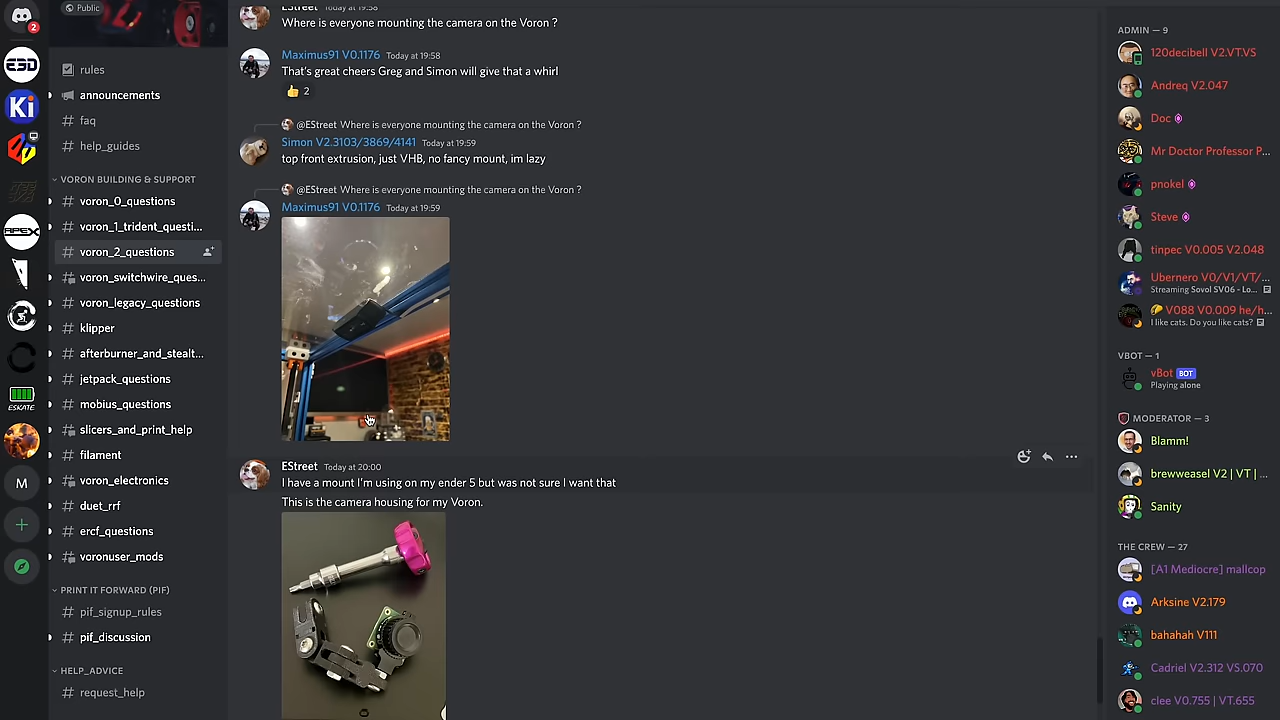 2
Public
E3D
Ki
APEX
ESKATE
M
rules
announcements
faq
help_guides
VORON BUILDING & SUPPORT
voron_0_questions
voron_1_trident_questi...
voron_2_questions
voron_switchwire_ques...
voron_legacy_questions
klipper
afterburner_and_stealt...
jetpack_questions
mobius_questions
slicers_and_print_help
filament
voron_electronics
duet_rrf
ercf_questions
voronuser_mods
PRINT IT FORWARD (PIF)
pif_signup_rules
pif_discussion
HELP_ADVICE
request_help
EStreet Today at 19:58
Where is everyone mounting the camera on the Voron ?
Maximus91 V0.1176 Today at 19:58
That's great cheers Greg and Simon will give that a whirl
2
@EStreet Where is everyone mounting the camera on the Voron ?
Simon V2.3103/3869/4141 Today at 19:59
top front extrusion, just VHB, no fancy mount, im lazy
@EStreet Where is everyone mounting the camera on the Voron ?
Maximus91 V0.1176 Today at 19:59
EStreet Today at 20:00
I have a mount I'm using on my ender 5 but was not sure I want that
This is the camera housing for my Voron.
ADMIN — 9
120decibell V2.VT.VS
Andreq V2.047
Doc
Mr Doctor Professor P...
pnokel
Steve
tinpec V0.005 V2.048
Ubernero V0/V1/VT/...
Streaming Sovol SV06 - Lo...
V088 V0.009 he/h...
I like cats. Do you like cats?
VBOT — 1
vBot BOT
Playing alone
MODERATOR — 3
Blamm!
brewweasel V2 | VT | ...
Sanity
THE CREW — 27
[A1 Mediocre] mallcop
Arksine V2.179
bahahah V111
Cadriel V2.312 VS.070
clee V0.755 | VT.655